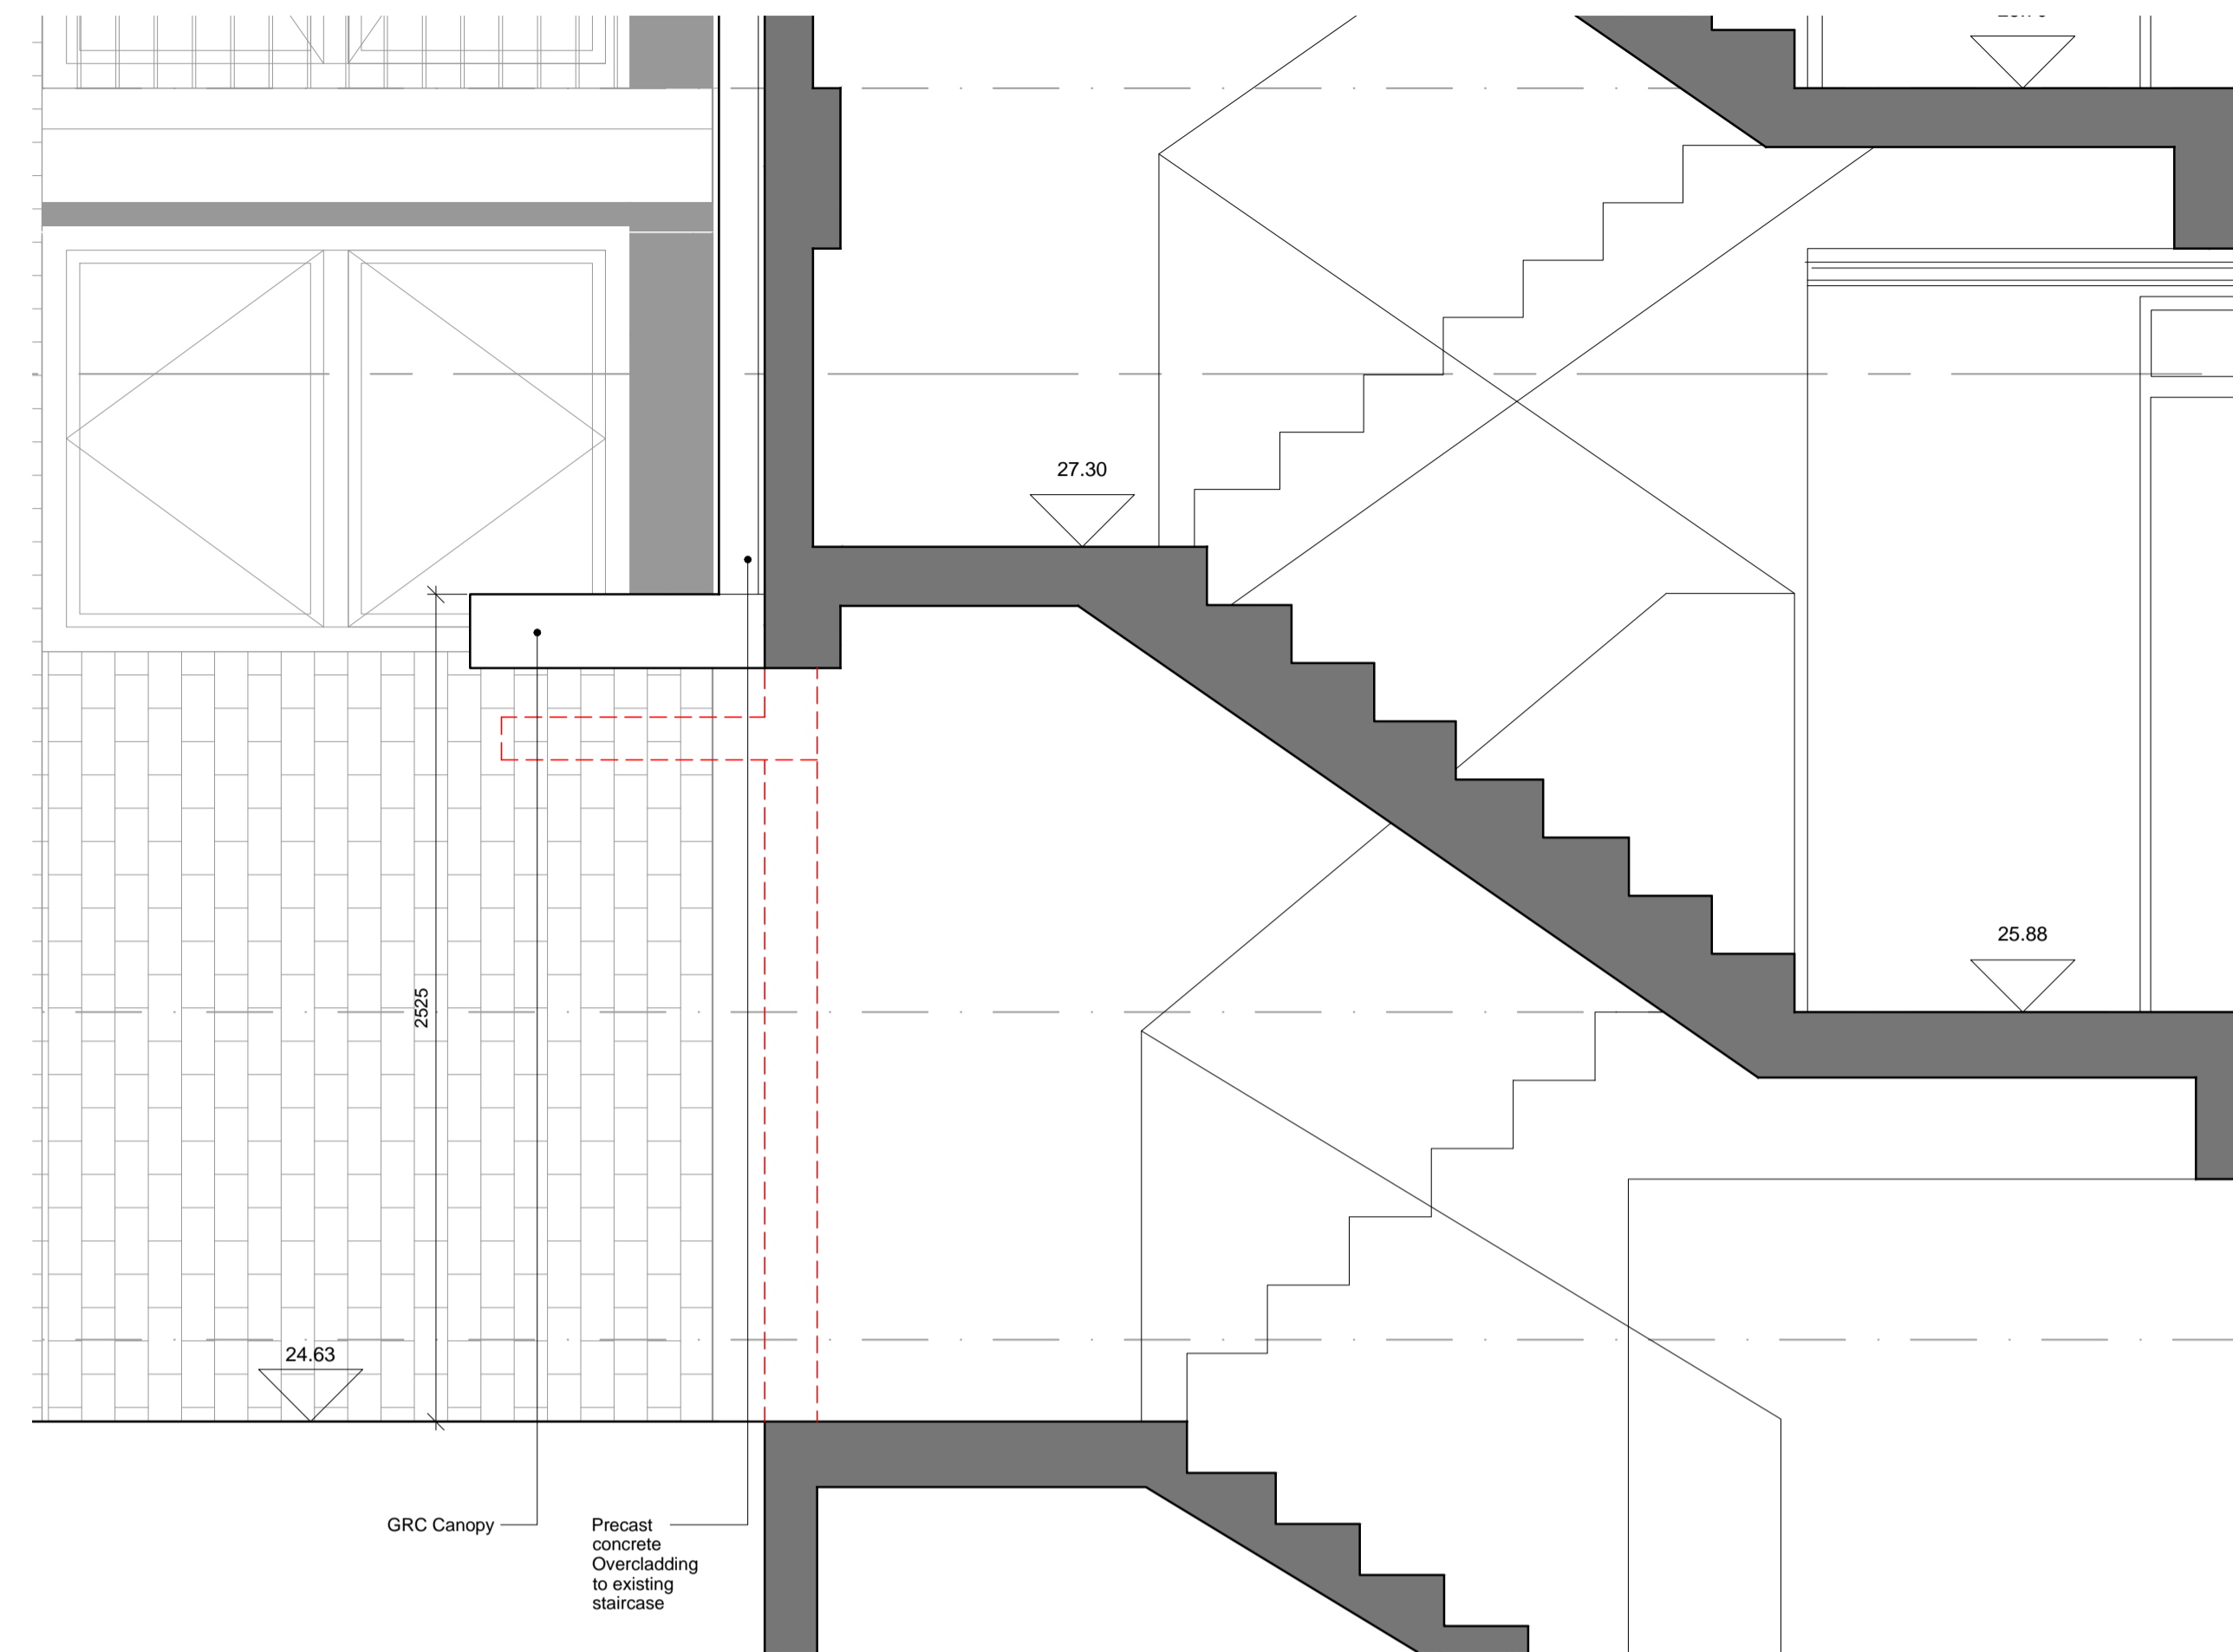 27.30
25.88
2525
24.63
GRC Canopy
Precast
concrete
Overcladding
to existing
staircase